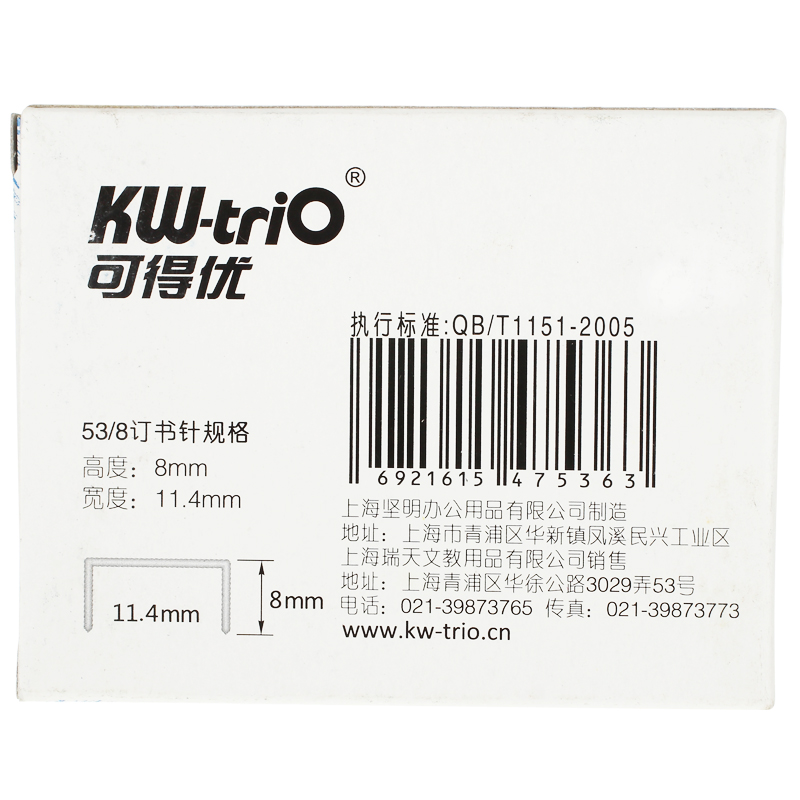 KW-triO®
可得优
执行标准:QB/T1151-2005
6921615 475363
53/8订书针规格
高度：8mm
宽度：11.4mm
11.4mm
8mm
上海坚明办公用品有限公司制造
地址：上海市青浦区华新镇凤溪民兴工业区
上海瑞天文教用品有限公司销售
地址：上海青浦区华徐公路3029弄53号
电话：021-39873765 传真：021-39873773
www.kw-trio.cn